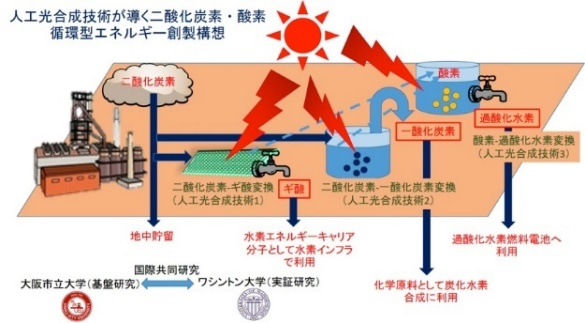 人工光合成技術が導く二酸化炭素・酸素
循環型エネルギー創製構想
二酸化炭素
酸素
過酸化水素
一酸化炭素
酸素-過酸化水素変換
(人工光合成技術3)
二酸化炭素-ギ酸変換
(人工光合成技術1)
ギ酸
二酸化炭素-一酸化炭素変換
(人工光合成技術2)
地中貯留
水素エネルギーキャリア
分子として水素インフラ
で利用
過酸化水素燃料電池へ
利用
化学原料として炭化水素
合成に利用
国際共同研究
大阪市立大学(基盤研究)
ワシントン大学(実証研究)